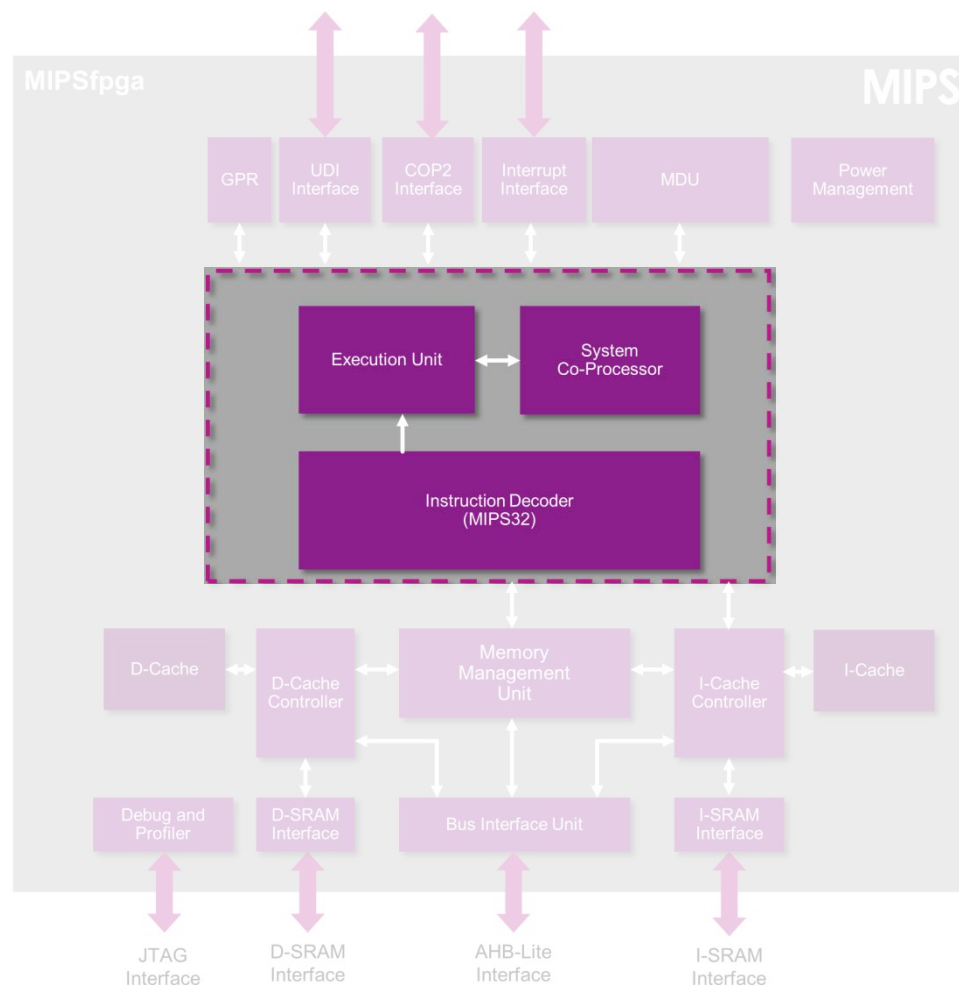 MIPSfpga
MIPS
GPR
UDI
Interface
COP2
Interface
Interrupt
Interface
MDU
Power
Management
Execution Unit
System
Co-Processor
Instruction Decoder
(MIPS32)
D-Cache
D-Cache
Controller
Memory
Management
Unit
I-Cache
Controller
I-Cache
Debug and
Profiler
D-SRAM
Interface
Bus Interface Unit
I-SRAM
Interface
JTAG
Interface
D-SRAM
Interface
AHB-Lite
Interface
I-SRAM
Interface